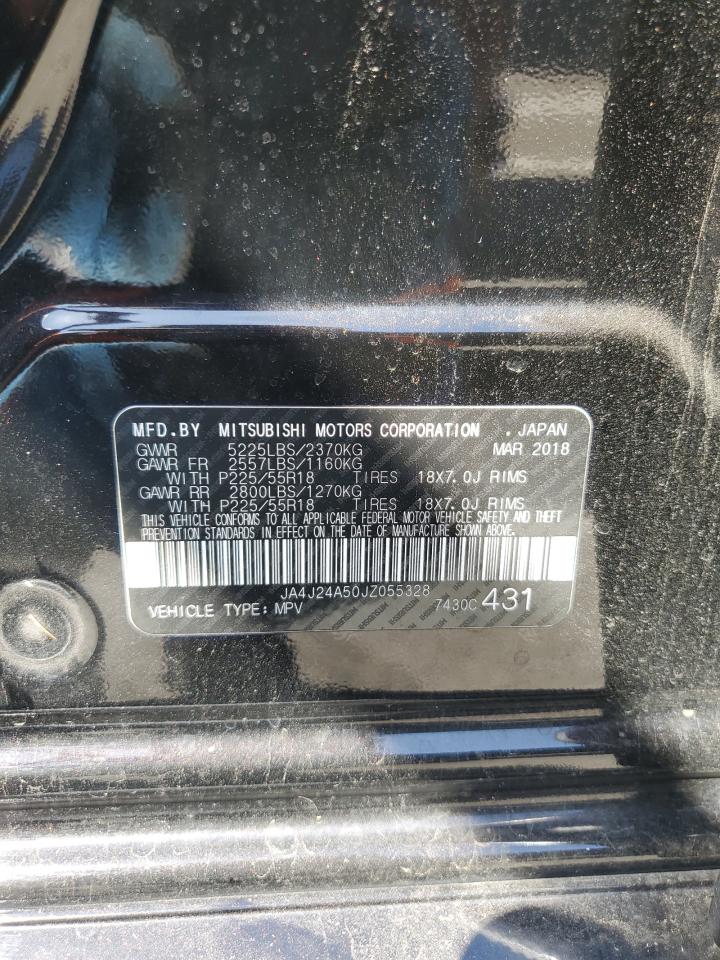 MFD.BY MITSUBISHI MOTORS CORPORATION . JAPAN
GVWR 5225LBS/2370KG MAR 2018
GAWR FR 2557LBS/1160KG
WITH P225/55R18 TIRES 18X7.0J RIMS
GAWR RR 2800LBS/1270KG
WITH P225/55R18 TIRES 18X7.0J RIMS
THIS VEHICLE CONFORMS TO ALL APPLICABLE FEDERAL MOTOR VEHICLE SAFETY AND THEFT
PREVENTION STANDARDS IN EFFECT ON THE DATE OF MANUFACTURE SHOWN ABOVE.
JA4J24A50JZ055328
VEHICLE TYPE: MPV 7430C 431